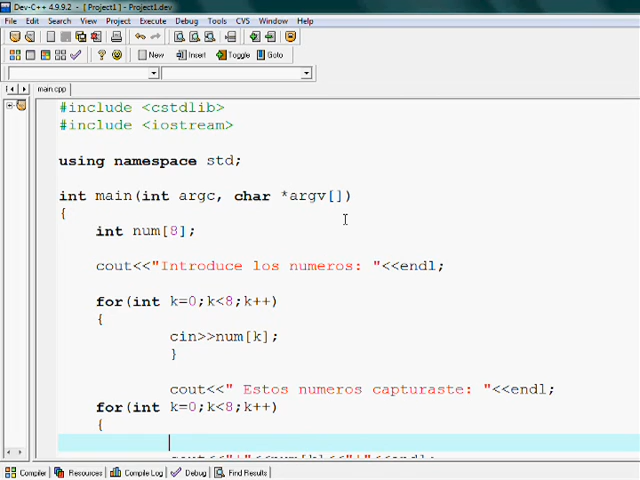 Dev-C++ 4.9.9.2 - [ Project1 ] - Project1.dev
File Edit Search View Project Execute Debug Tools CVS Window Help
New Insert Toggle Goto
main.cpp
#include <cstdlib>
#include <iostream>
using namespace std;
int main(int argc, char *argv[])
{
int num[8];
cout<<"Introduce los numeros: "<<endl;
for(int k=0;k<8;k++)
{
cin>>num[k];
}
cout<<" Estos numeros capturaste: "<<endl;
for(int k=0;k<8;k++)
{
Compiler Resources Compile Log Debug Find Results